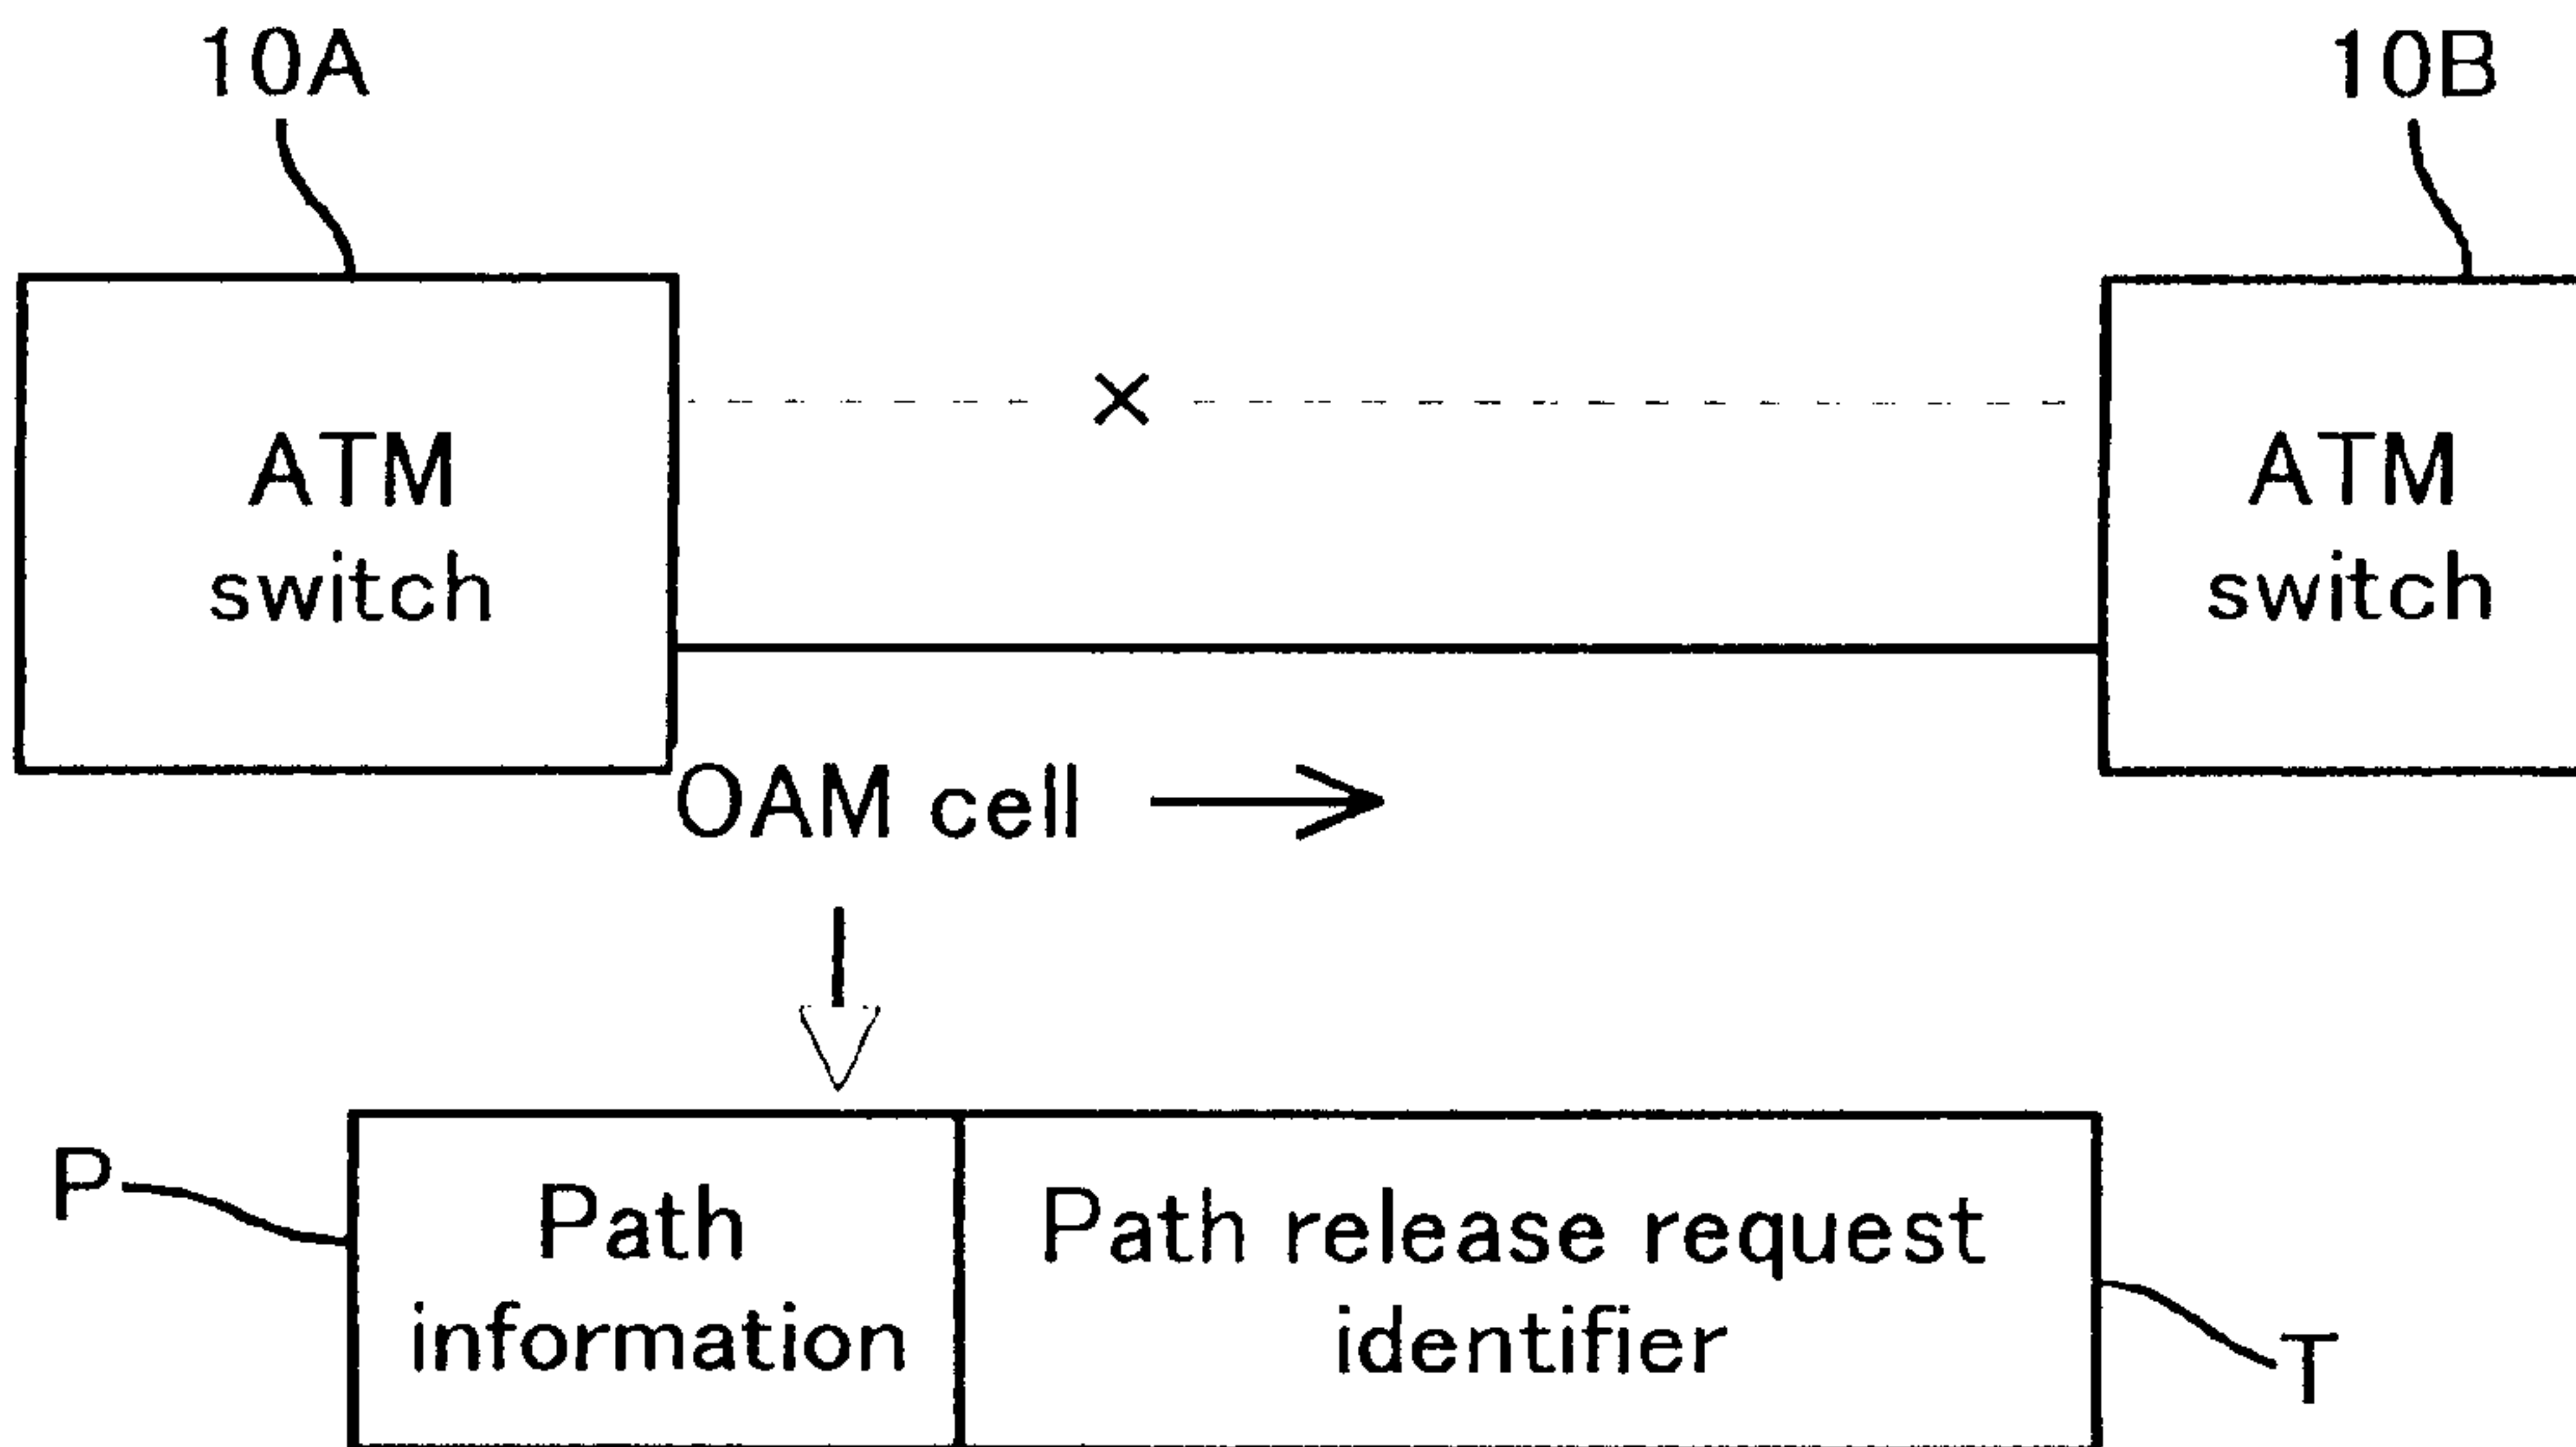 10A
10B
ATM
switch
×
ATM
switch
OAM cell
P
Path
information
Path release request
identifier
T